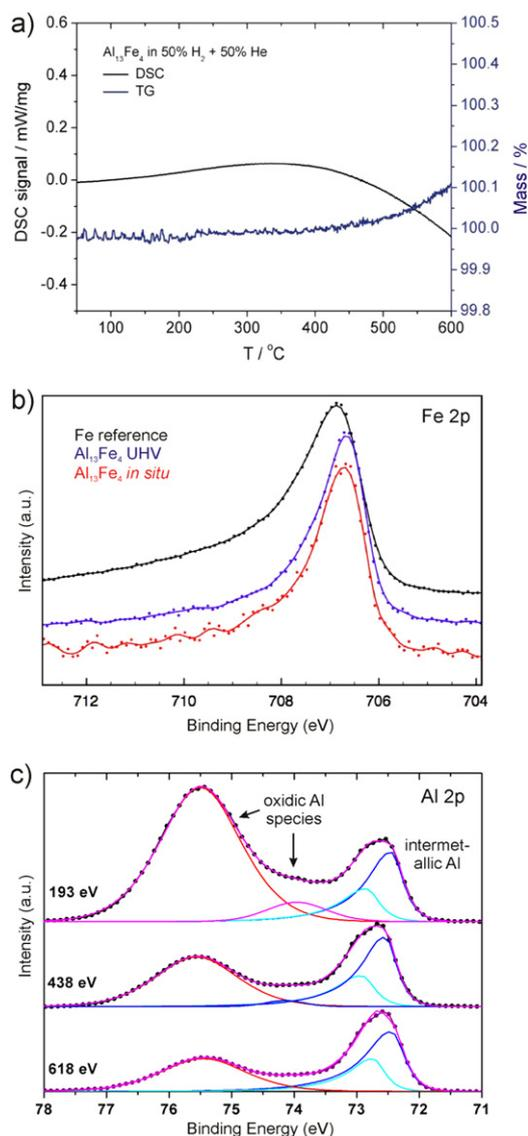 a)
Al₁₃Fe₄ in 50% H₂ + 50% He
DSC
TG
DSC signal / mW/mg
0.6
0.4
0.2
0.0
-0.2
-0.4
Mass / %
100.5
100.4
100.3
100.2
100.1
100.0
99.9
99.8
100 200 300 400 500 600
T / °C
b)
Fe 2p
Fe reference
Al₁₃Fe₄ UHV
Al₁₃Fe₄ in situ
Intensity (a.u.)
712 710 708 706 704
Binding Energy (eV)
c)
Al 2p
oxidic Al
species
intermet-
allic Al
193 eV
438 eV
618 eV
Intensity (a.u.)
78 77 76 75 74 73 72 71
Binding Energy (eV)